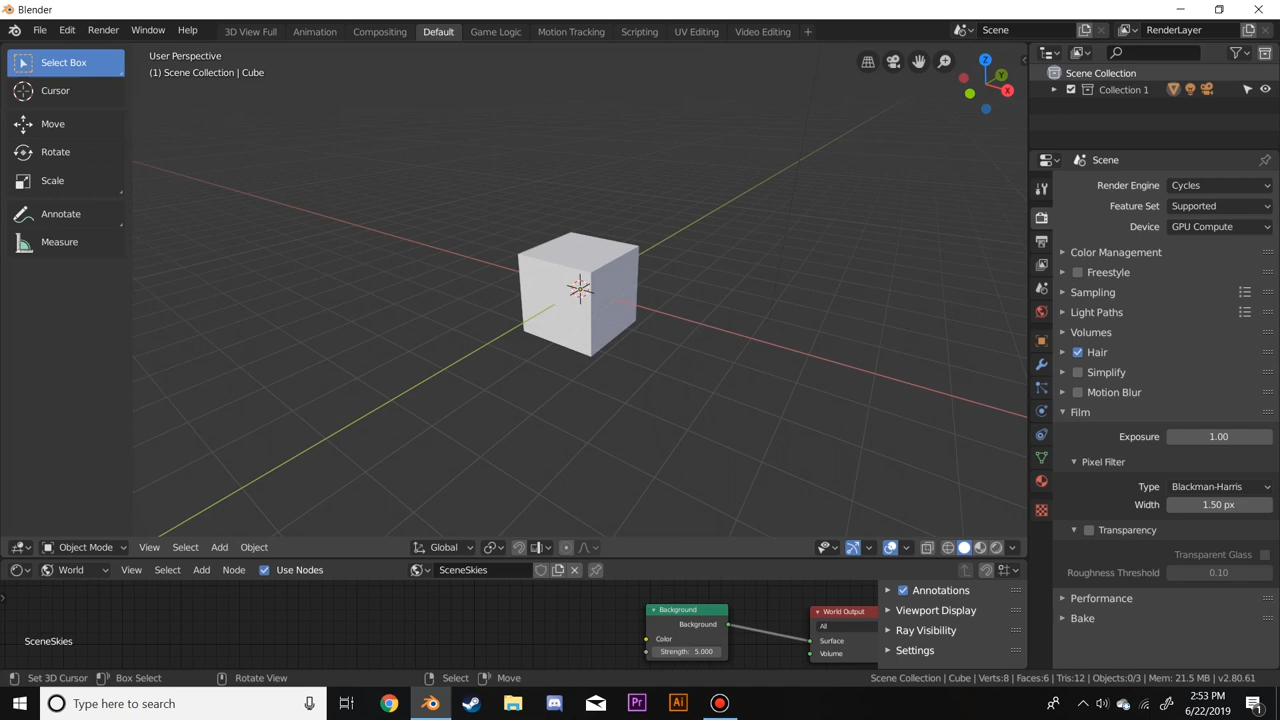 Blender
File Edit Render Window Help 3D View Full Animation Compositing Default Game Logic Motion Tracking Scripting UV Editing Video Editing + Scene RenderLayer
Select Box
Cursor
Move
Rotate
Scale
Annotate
Measure
User Perspective
(1) Scene Collection | Cube
Z
Y
X
Scene Collection
Collection 1
Scene
Render Engine Cycles
Feature Set Supported
Device GPU Compute
Color Management
Freestyle
Sampling
Light Paths
Volumes
Hair
Simplify
Motion Blur
Film
Exposure 1.00
Pixel Filter
Type Blackman-Harris
Width 1.50 px
Transparency
Transparent Glass
Roughness Threshold 0.10
Performance
Bake
Object Mode View Select Add Object Global
World View Select Add Node Use Nodes SceneSkies
Background
Background
Color
Strength: 5.000
World Output
All
Surface
Volume
Annotations
Viewport Display
Ray Visibility
Settings
SceneSkies
Set 3D Cursor Box Select Rotate View Select Move Scene Collection | Cube | Verts:8 | Faces:6 | Tris:12 | Objects:0/3 | Mem: 21.5 MB | v2.80.61
Type here to search
Pr
Ai
2:53 PM
6/22/2019
1